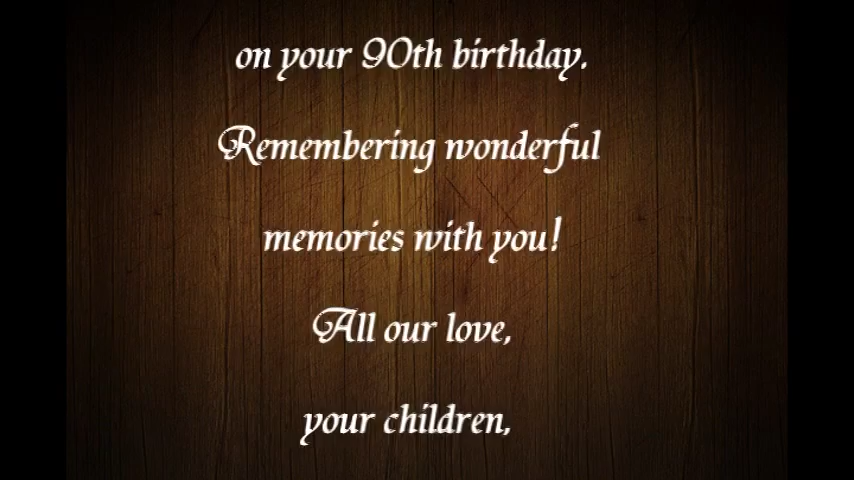 on your 90th birthday.
Remembering wonderful
memories with you!
All our love,
your children,